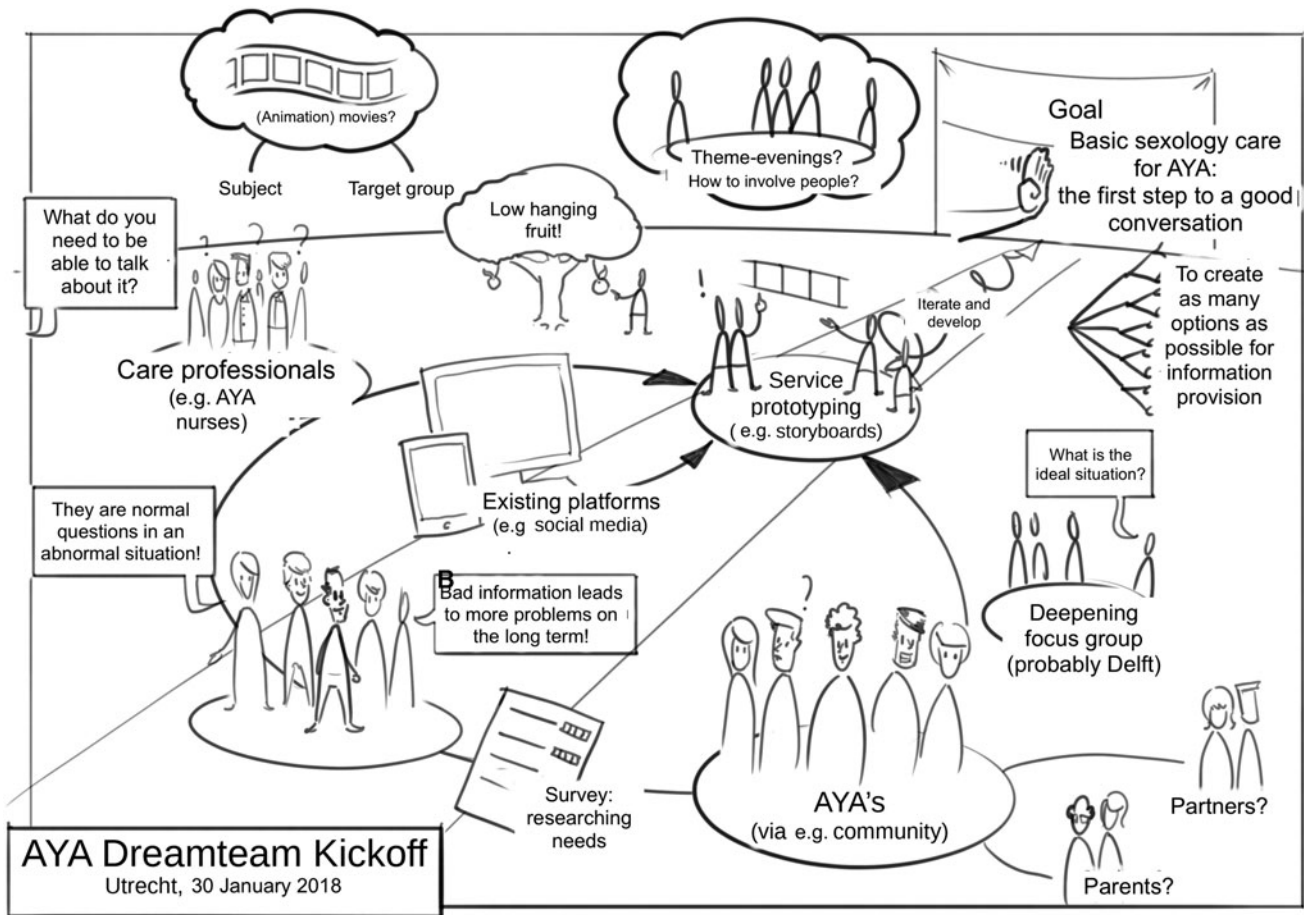 (Animation) movies?
Subject
Target group
Theme-evenings?
How to involve people?
Goal
Basic sexology care
for AYA:
the first step to a good
conversation
What do you
need to be
able to talk
about it?
? ? ?
Low hanging
fruit!
!
Iterate and
develop
To create
as many
options as
possible for
information
provision
Care professionals
(e.g. AYA
nurses)
Service
prototyping
( e.g. storyboards)
What is the
ideal situation?
They are normal
questions in an
abnormal situation!
Existing platforms
(e.g social media)
B
Bad information leads
to more problems on
the long term!
?
Deepening
focus group
(probably Delft)
Survey:
researching
needs
AYA's
(via e.g. community)
Partners?
Parents?
AYA Dreamteam Kickoff
Utrecht, 30 January 2018